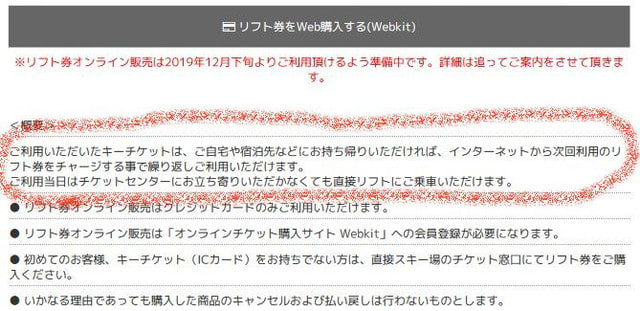 リフト券をWeb購入する(Webkit)
※リフト券オンライン販売は2019年12月下旬よりご利用頂けるよう準備中です。詳細は追ってご案内をさせて頂きま
す。
＜概要＞
ご利用いただいたキーチケットは、ご自宅や宿泊先などにお持ち帰りいただければ、インターネットから次回利用のリ
フト券をチャージする事で繰り返しご利用いただけます。
ご利用当日はチケットセンターにお立ち寄りいただかなくても直接リフトにご乗車いただけます。
● リフト券オンライン販売はクレジットカードのみご利用いただけます。
● リフト券オンライン販売は「オンラインチケット購入サイト Webkit」への会員登録が必要になります。
● 初めてのお客様、キーチケット（ICカード）をお持ちでない方は、直接スキー場のチケット窓口にてリフト券をご購
入ください。
● いかなる理由であっても購入した商品のキャンセルおよび払い戻しは行わないものとします。